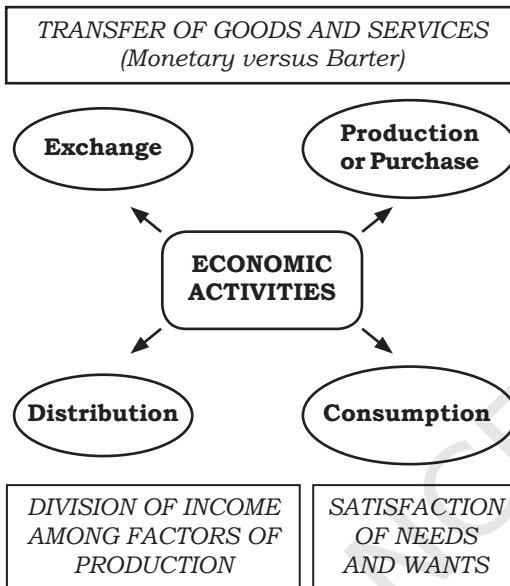 TRANSFER OF GOODS AND SERVICES
(Monetary versus Barter)
Exchange
Production
or Purchase
ECONOMIC
ACTIVITIES
Distribution
Consumption
DIVISION OF INCOME
AMONG FACTORS OF
PRODUCTION
SATISFACTION
OF NEEDS
AND WANTS